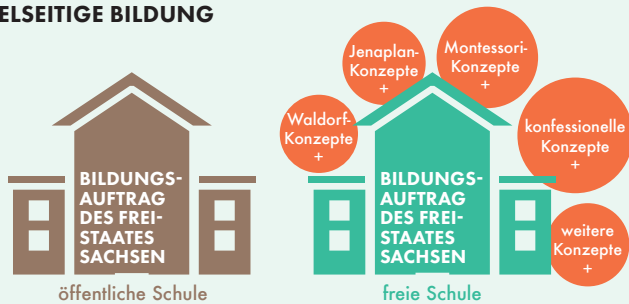 ELSEITIGE BILDUNG
Jenaplan-
Konzepte
+
Montessori-
Konzepte
+
Waldorf-
Konzepte
+
konfessionelle
Konzepte
+
weitere
Konzepte
+
BILDUNGS-
AUFTRAG
DES FREI-
STAATES
SACHSEN
öffentliche Schule
BILDUNGS-
AUFTRAG
DES FREI-
STAATES
SACHSEN
freie Schule